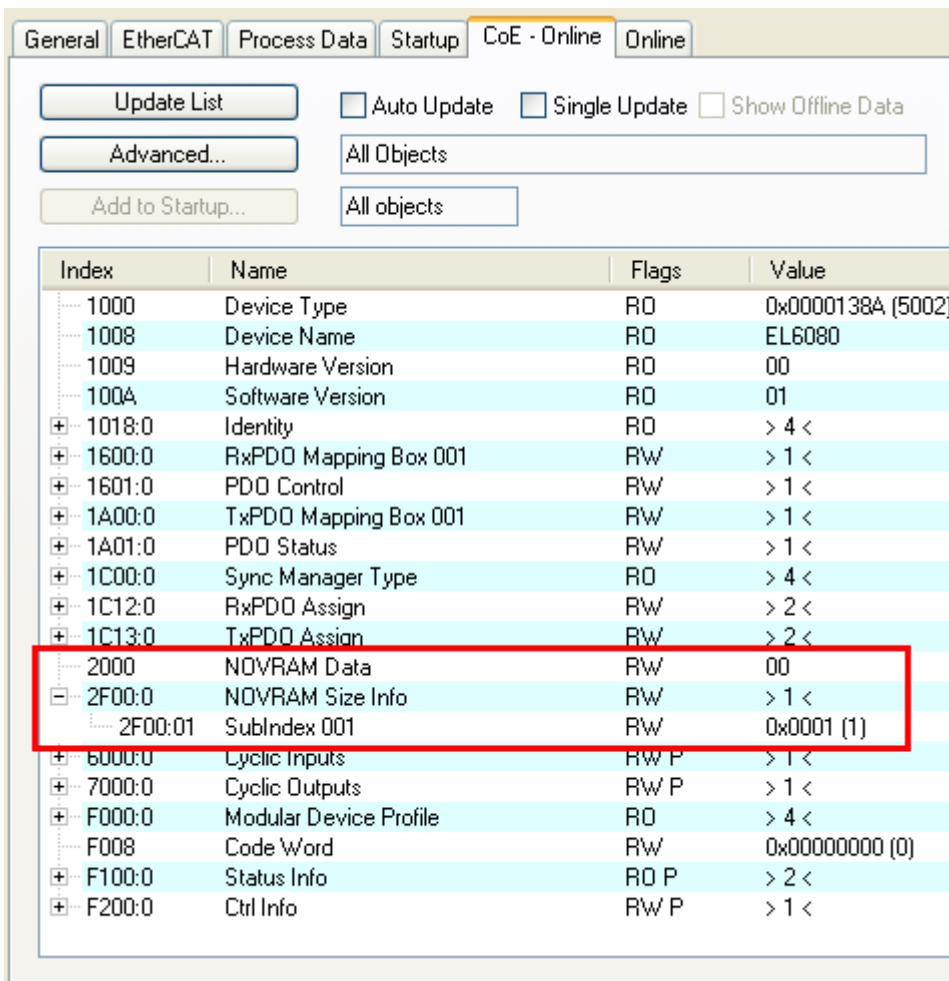 General EtherCAT Process Data Startup CoE - Online Online
Update List Auto Update Single Update Show Offline Data
Advanced... All Objects
Add to Startup... All objects
Index Name Flags Value
1000 Device Type RO 0x0000138A (5002)
1008 Device Name RO EL6080
1009 Hardware Version RO 00
100A Software Version RO 01
1018:0 Identity RO > 4 <
1600:0 RxPDO Mapping Box 001 RW > 1 <
1601:0 PDO Control RW > 1 <
1A00:0 TxPDO Mapping Box 001 RW > 1 <
1A01:0 PDO Status RW > 1 <
1C00:0 Sync Manager Type RO > 4 <
1C12:0 RxPDO Assign RW > 2 <
1C13:0 TxPDO Assign RW > 2 <
2000 NOVRAM Data RW 00
2F00:0 NOVRAM Size Info RW > 1 <
2F00:01 SubIndex 001 RW 0x0001 (1)
6000:0 Cyclic Inputs RW P > 1 <
7000:0 Cyclic Outputs RW P > 1 <
F000:0 Modular Device Profile RO > 4 <
F008 Code Word RW 0x00000000 (0)
F100:0 Status Info RO P > 2 <
F200:0 Ctrl Info RW P > 1 <